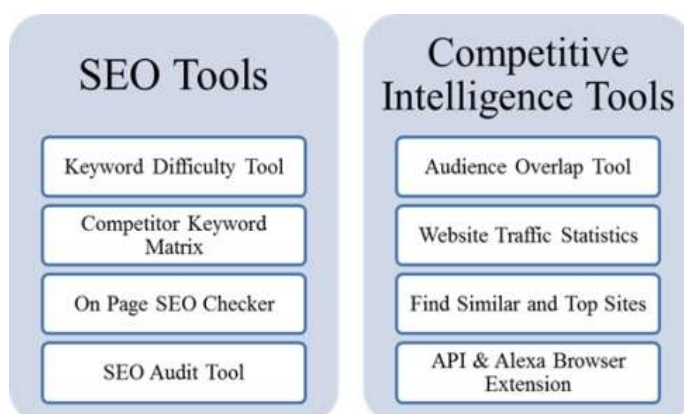 SEO Tools
Keyword Difficulty Tool
Competitor Keyword
Matrix
On Page SEO Checker
SEO Audit Tool
Competitive
Intelligence Tools
Audience Overlap Tool
Website Traffic Statistics
Find Similar and Top Sites
API & Alexa Browser
Extension